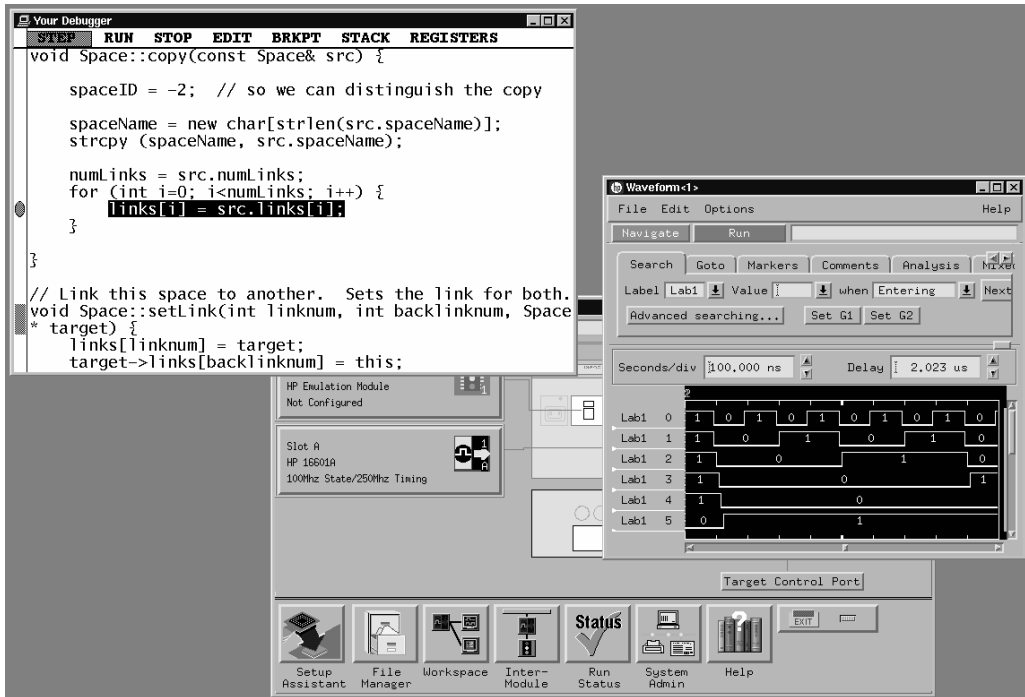 Your Debugger
STEP RUN STOP EDIT BRKPT STACK REGISTERS
void Space::copy(const Space& src) {
spaceID = -2;  // so we can distinguish the copy
spaceName = new char[strlen(src.spaceName)];
strcpy (spaceName, src.spaceName);
numLinks = src.numLinks;
for (int i=0; i<numLinks; i++) {
links[i] = src.links[i];
}
}
// Link this space to another.  Sets the link for both.
void Space::setLink(int linknum, int backlinknum, Space
* target) {
links[linknum] = target;
target->links[backlinknum] = this;
Waveform<1>
File Edit Options Help
Navigate Run
Search Goto Markers Comments Analysis Mixed
Label Lab1 Value when Entering Next
Advanced searching... Set G1 Set G2
Seconds/div 100.000 ns Delay 2.023 us
2
Lab1 0 1 0 1 0 1 0 1 0 1 0
Lab1 1 1 0 1 0 1 0
Lab1 2 1 0 1 0
Lab1 3 1 0 1
Lab1 4 1 0
Lab1 5 0 1
HP Emulation Module
Not Configured
1
Slot A
HP 16601A
100Mhz State/250Mhz Timing
1
A
Target Control Port
Status
EXIT
Setup
Assistant
File
Manager
Workspace
Inter-
Module
Run
Status
System
Admin
?
Help